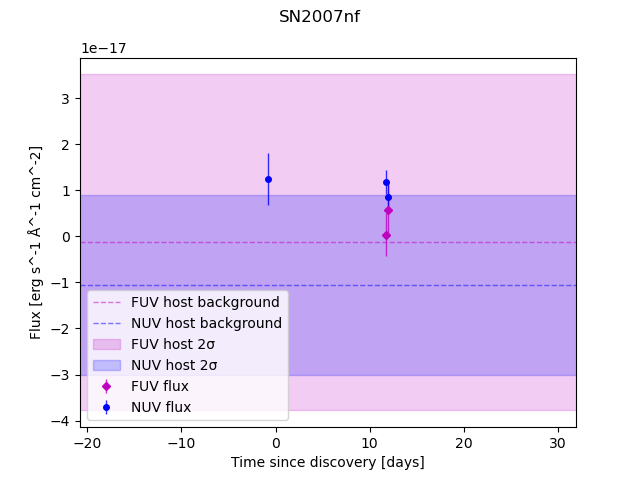 SN2007nf
1e−17
3
2
1
0
−1
−2
−3
−4
Flux [erg s^-1 Å^-1 cm^-2]
FUV host background
NUV host background
FUV host 2σ
NUV host 2σ
FUV flux
NUV flux
−20 −10 0 10 20 30
Time since discovery [days]